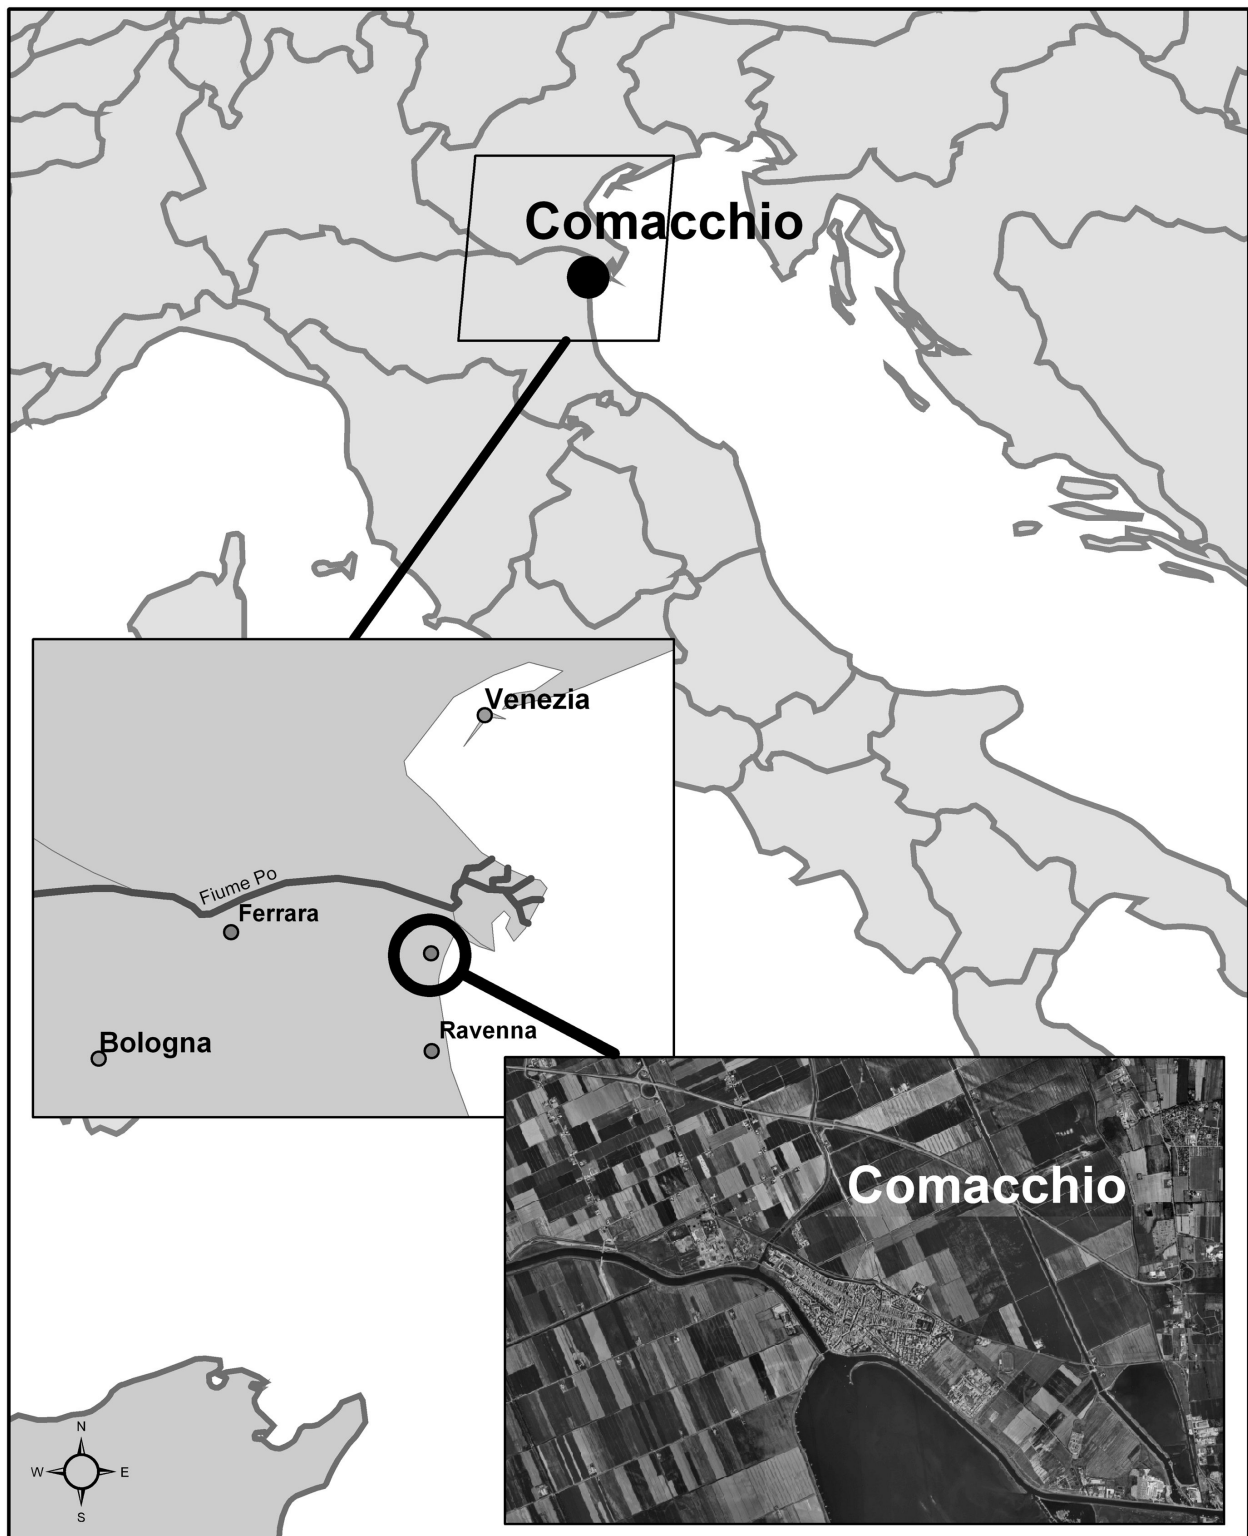 Comacchio
Venezia
Fiume Po
Ferrara
Ravenna
Bologna
Comacchio
N
W E
S